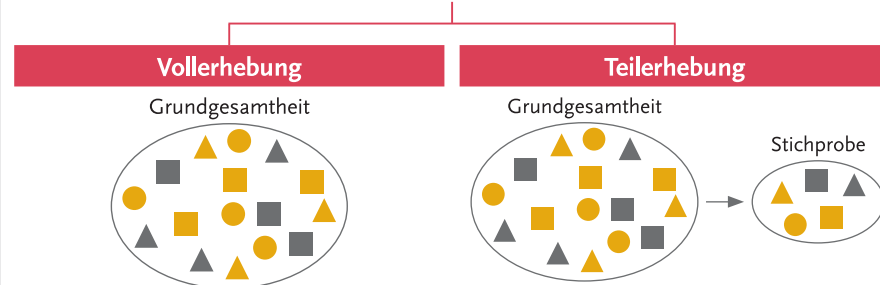 Vollerhebung
Teilerhebung
Grundgesamtheit
Grundgesamtheit
Stichprobe